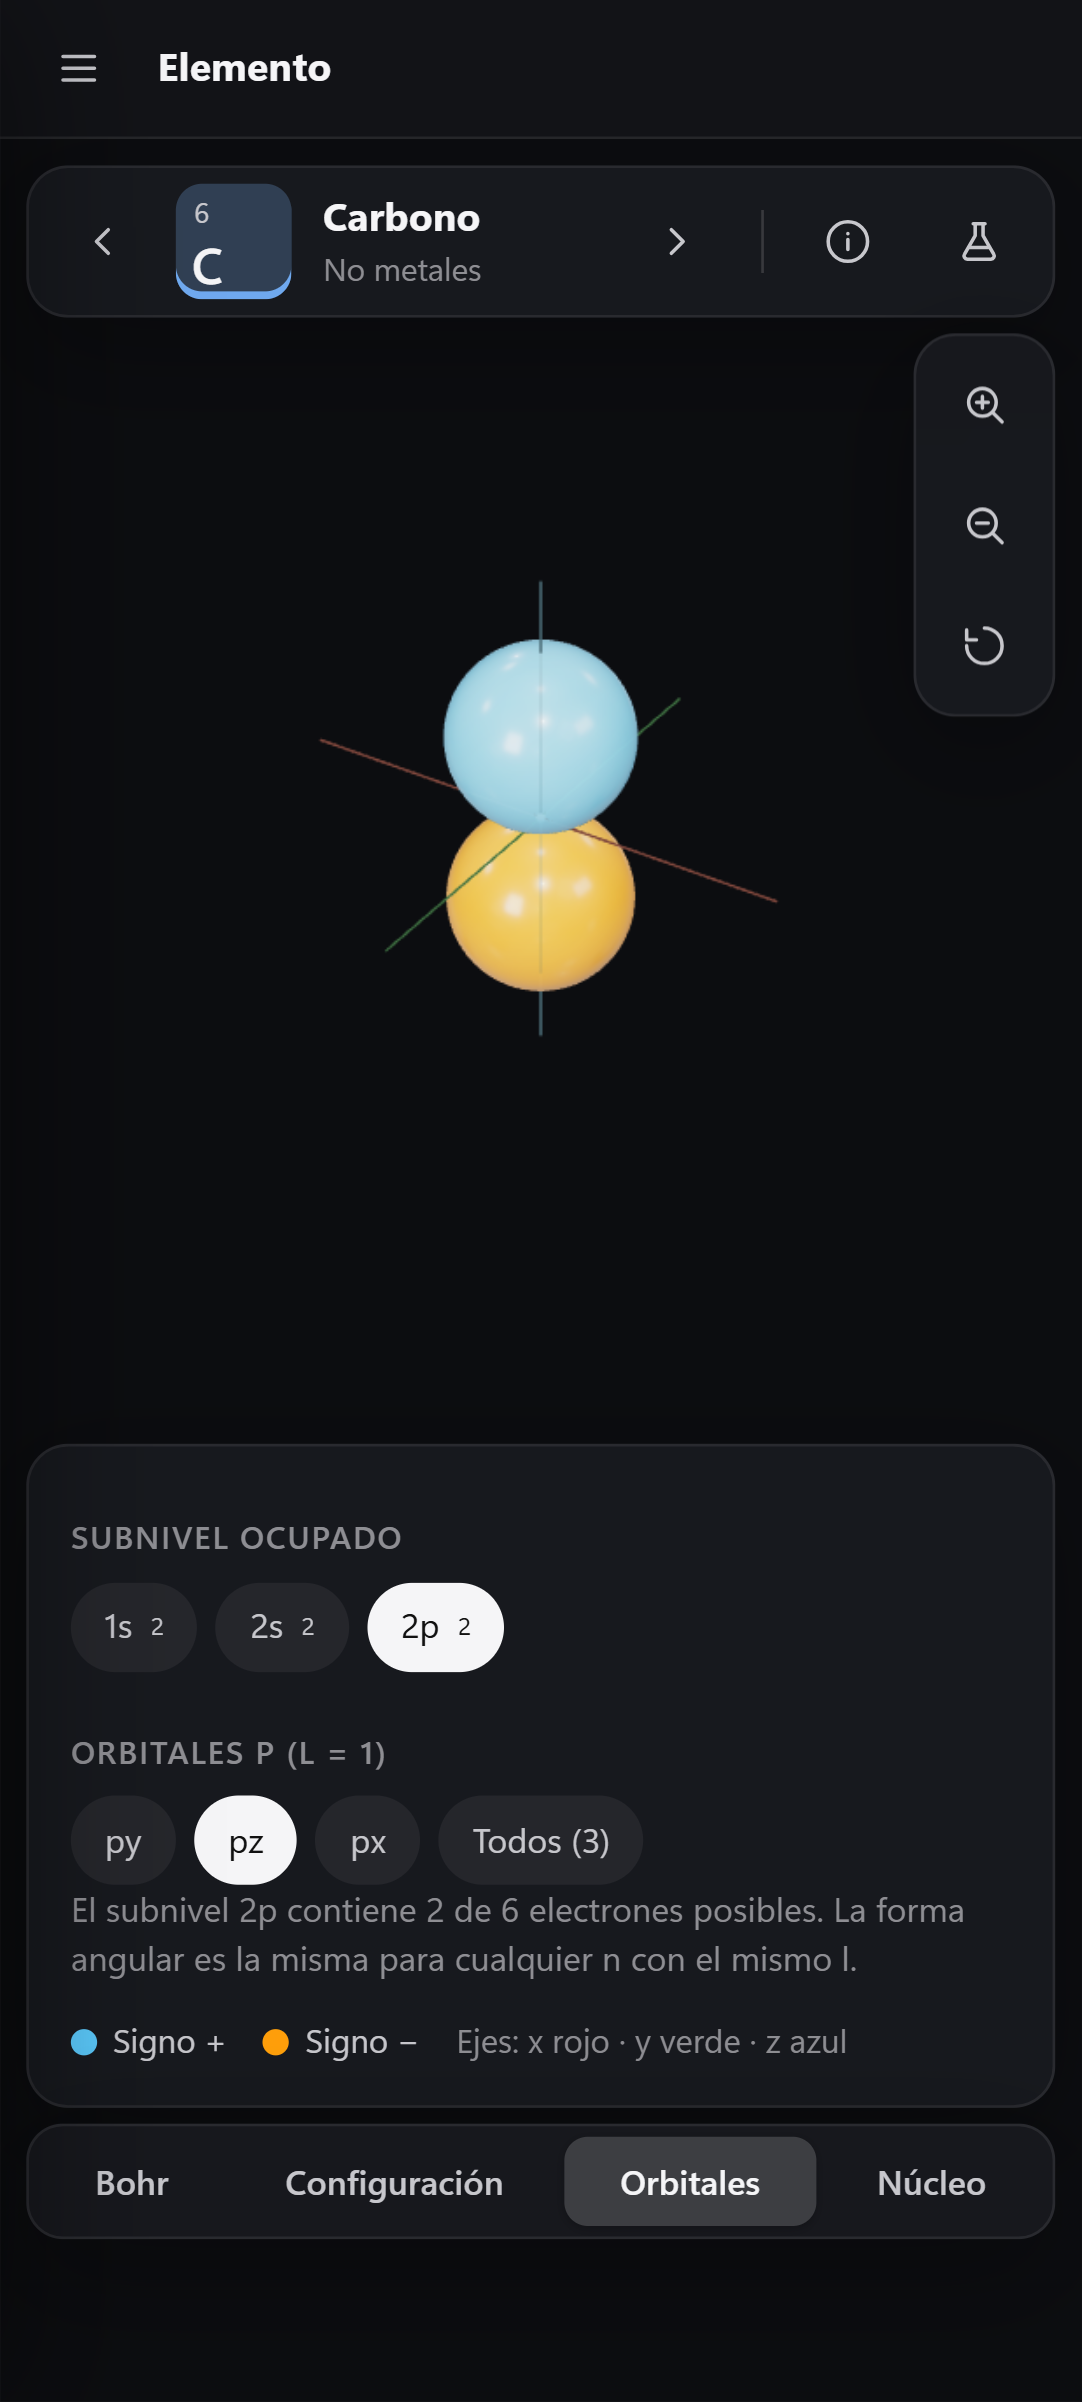 Elemento
6
C
Carbono
No metales
SUBNIVEL OCUPADO
1s 2
2s 2
2p 2
ORBITALES P (L = 1)
py
pz
px
Todos (3)
El subnivel 2p contiene 2 de 6 electrones posibles. La forma
angular es la misma para cualquier n con el mismo l.
Signo +
Signo −
Ejes: x rojo · y verde · z azul
Bohr
Configuración
Orbitales
Núcleo